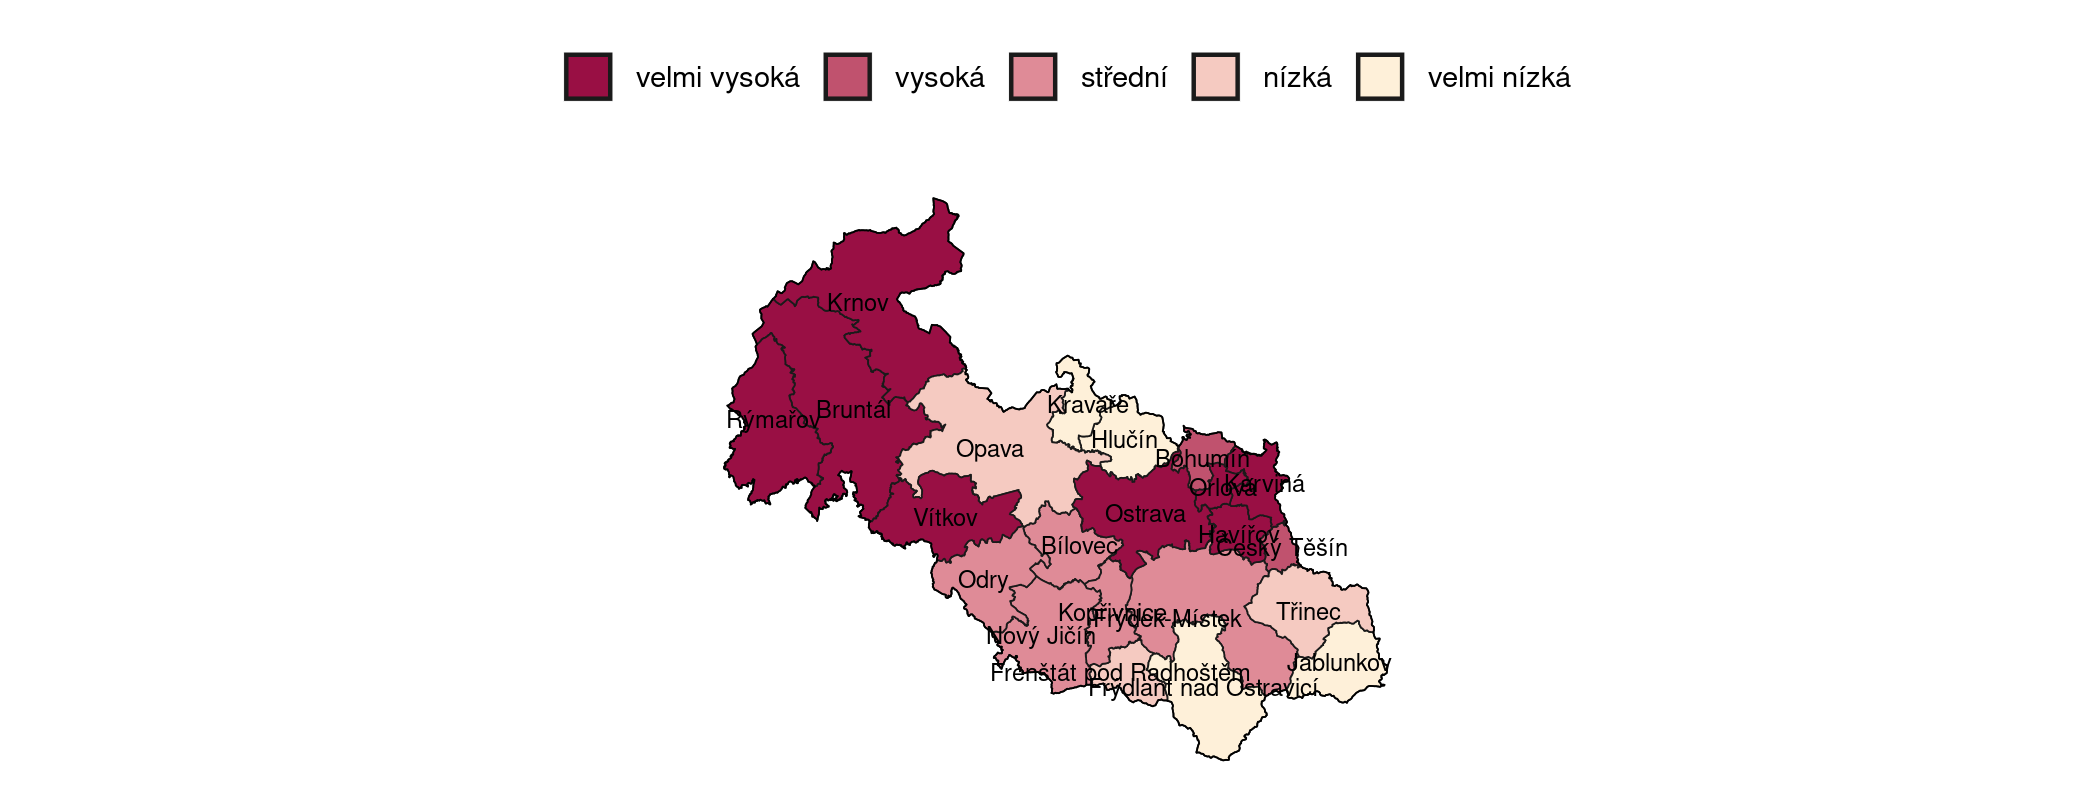 velmi vysoká
vysoká
střední
nízká
velmi nízká
Krnov
Kravaře
Rýmařov
Bruntál
Hlučín
Opava
Bohumín
Karviná
Orlová
Ostrava
Vítkov
Havířov
Český Těšín
Bílovec
Odry
Kopřivnice
Třinec
Frýdek-Místek
Nový Jičín
Jablunkov
Frenštát pod Radhoštěm
Frýdlant nad Ostravicí